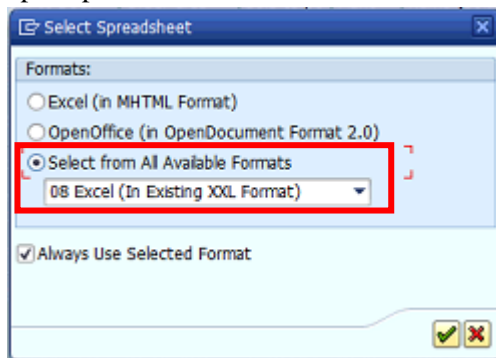 Select Spreadsheet
Formats:
Excel (in MHTML Format)
OpenOffice (in OpenDocument Format 2.0)
Select from All Available Formats
08 Excel (In Existing XXL Format)
Always Use Selected Format